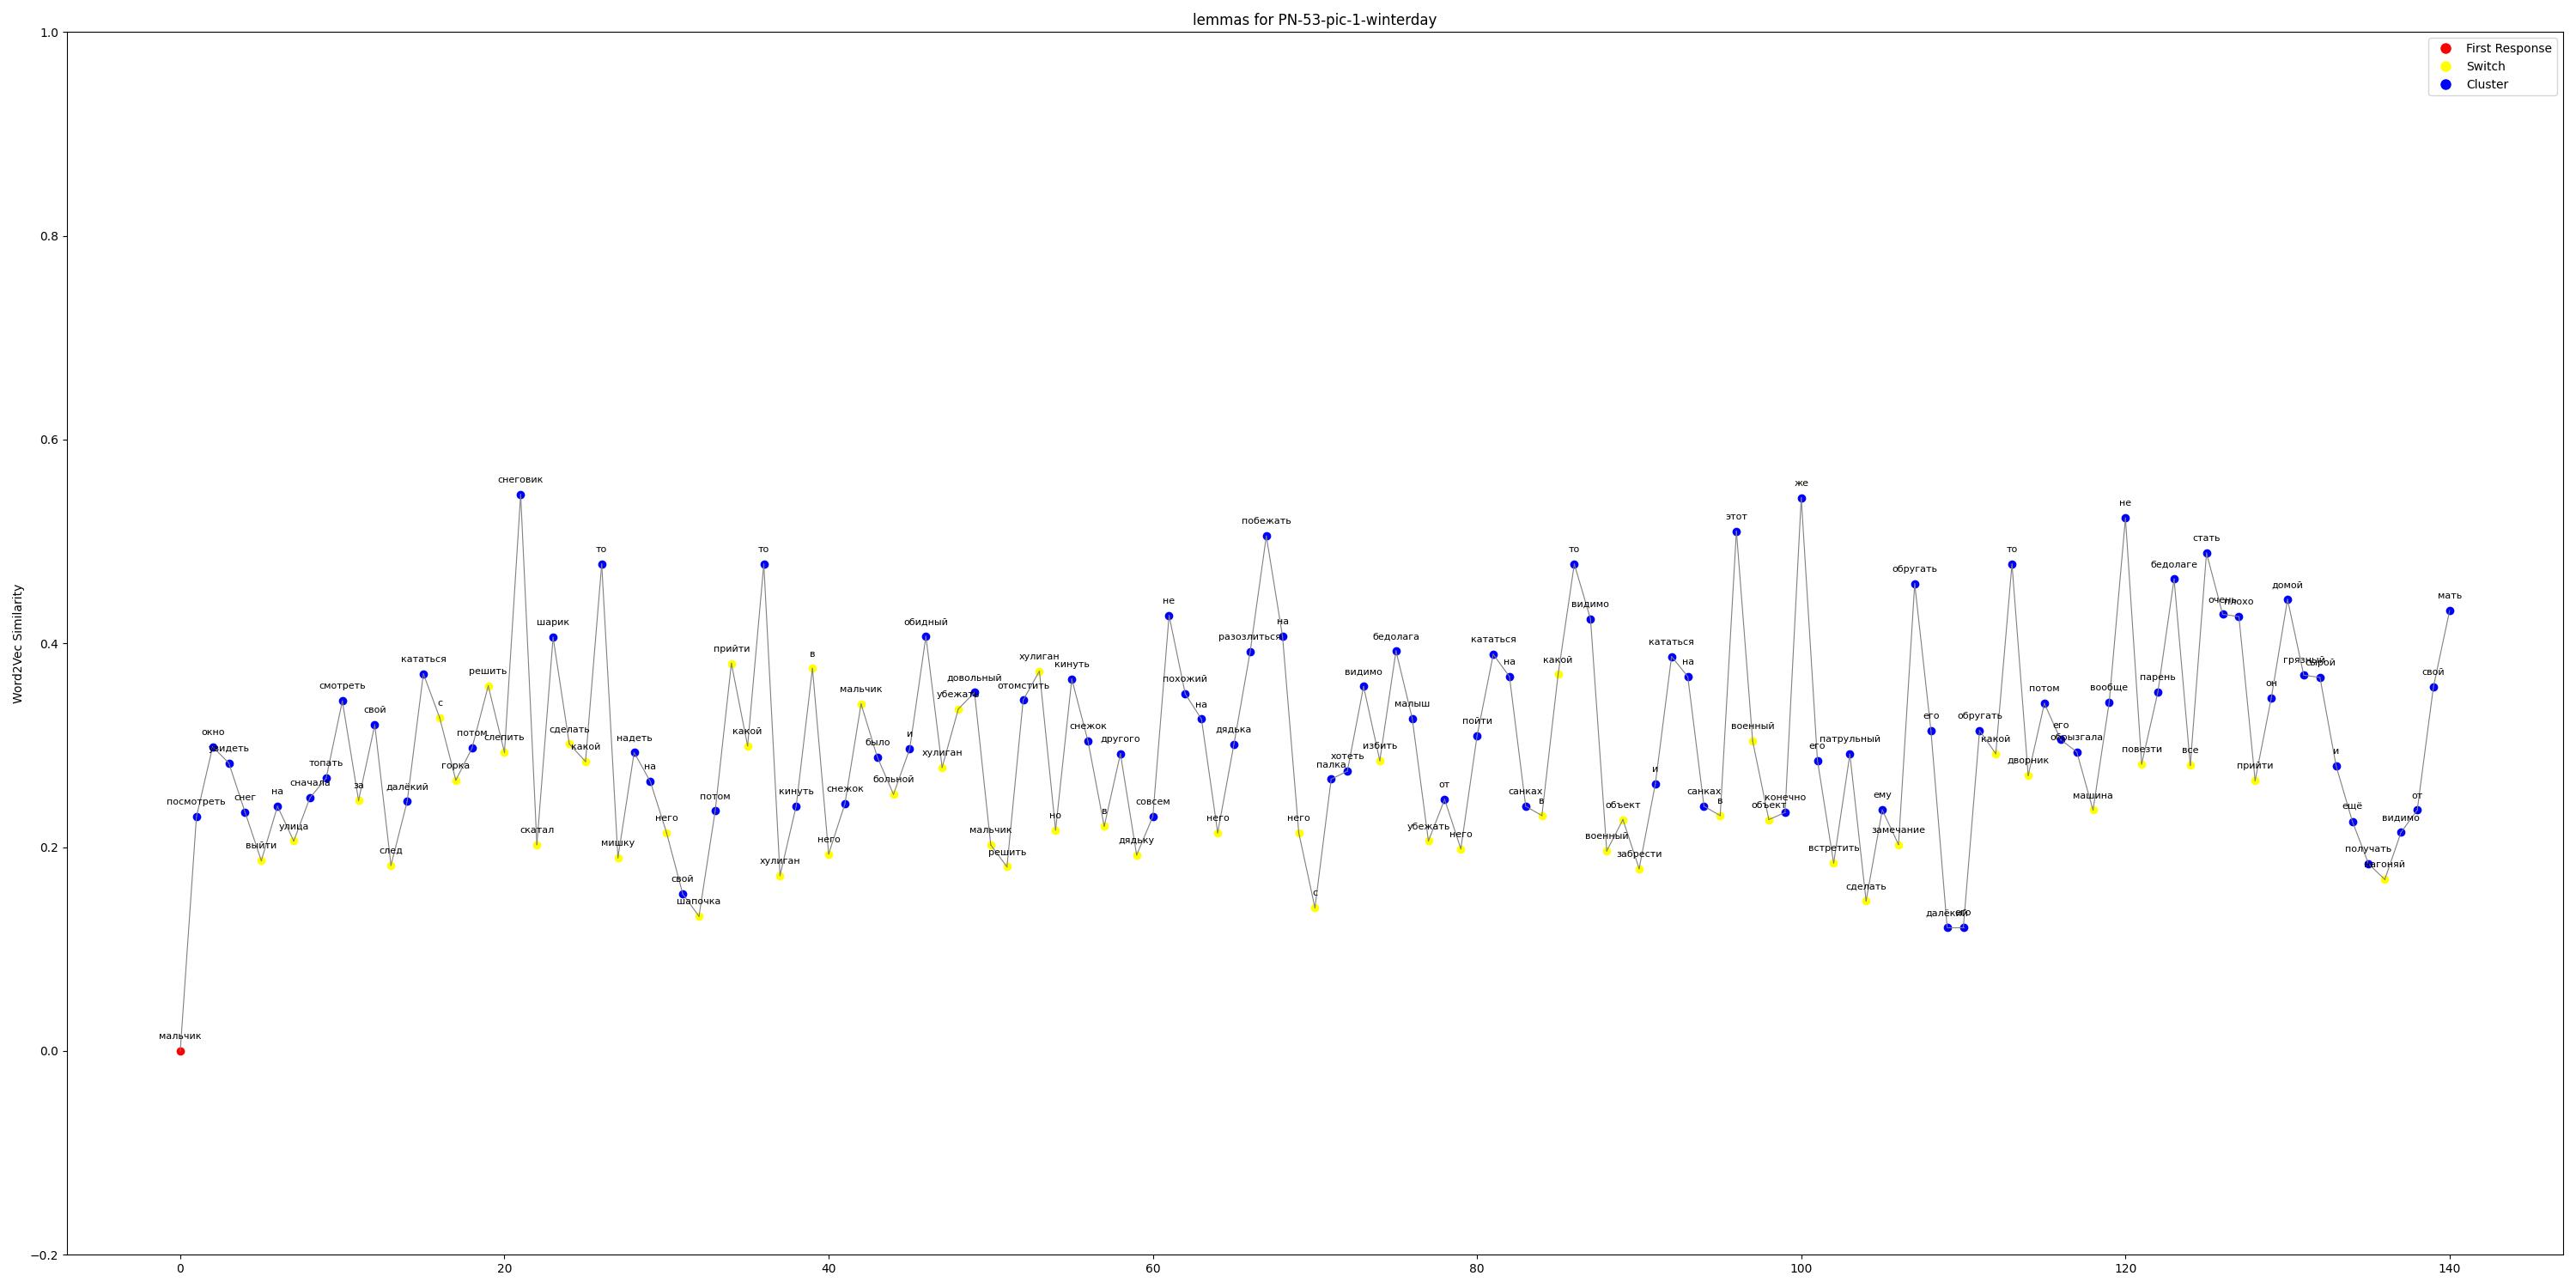 lemmas for PN-53-pic-1-winterday
1.0
0.8
0.6
0.4
0.2
0.0
−0.2
Word2Vec Similarity
First Response
Switch
Cluster
мальчик
посмотреть
окно
увидеть
снег
выйти
на
улица
сначала
топать
смотреть
за
свой
след
далёкий
кататься
с
горка
потом
решить
слепить
снеговик
скатал
шарик
сделать
какой
то
мишку
надеть
на
него
свой
шапочка
потом
прийти
какой
то
хулиган
кинуть
в
него
снежок
мальчик
было
больной
и
обидный
хулиган
убежать
довольный
мальчик
решить
отомстить
хулиган
но
кинуть
снежок
в
другого
дядьку
совсем
не
похожий
на
него
дядька
разозлиться
побежать
на
него
с
палка
хотеть
видимо
избить
бедолага
малыш
убежать
от
него
пойти
кататься
на
санках
в
какой
то
видимо
военный
объект
забрести
и
кататься
на
санках
в
этот
военный
объект
конечно
же
его
встретить
патрульный
сделать
ему
замечание
обругать
его
далёкий
его
обругать
какой
то
дворник
потом
его
обрызгала
машина
вообще
не
повезти
парень
бедолаге
все
стать
очень
плохо
прийти
он
домой
грязный
сырой
и
ещё
получать
нагоняй
видимо
от
свой
мать
0
20
40
60
80
100
120
140